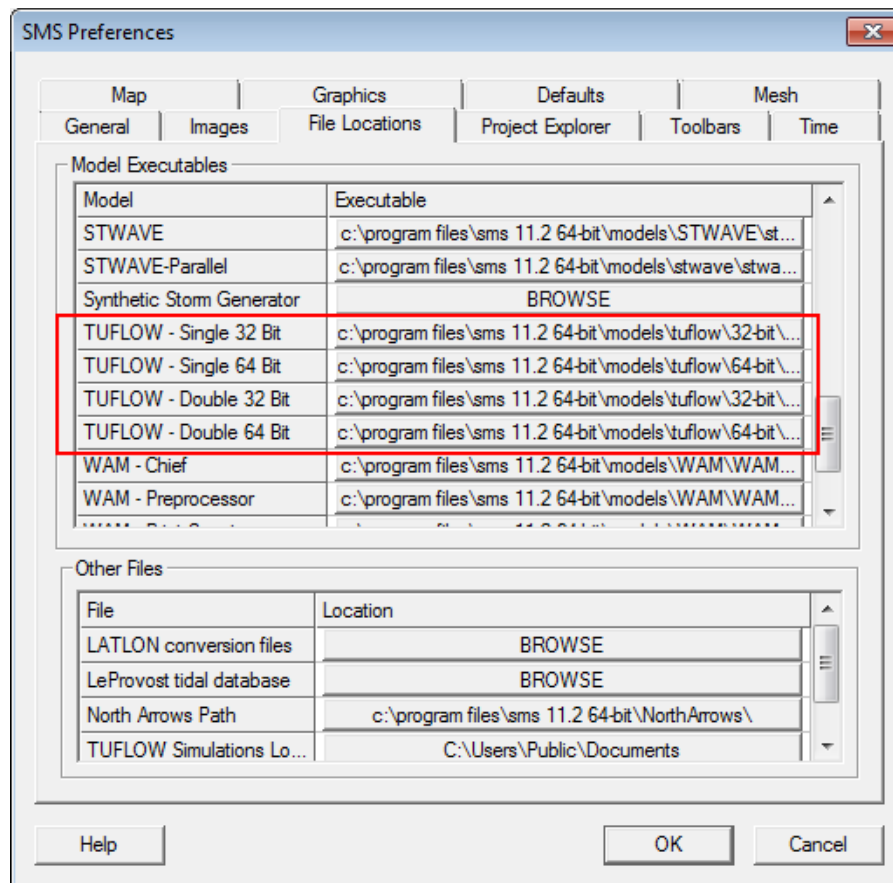 SMS Preferences
Map Graphics Defaults Mesh
General Images File Locations Project Explorer Toolbars Time
Model Executables
Model Executable
STWAVE c:\program files\sms 11.2 64-bit\models\STWAVE\st...
STWAVE-Parallel c:\program files\sms 11.2 64-bit\models\stwave\stwa...
Synthetic Storm Generator BROWSE
TUFLOW - Single 32 Bit c:\program files\sms 11.2 64-bit\models\tuflow\32-bit\...
TUFLOW - Single 64 Bit c:\program files\sms 11.2 64-bit\models\tuflow\64-bit\...
TUFLOW - Double 32 Bit c:\program files\sms 11.2 64-bit\models\tuflow\32-bit\...
TUFLOW - Double 64 Bit c:\program files\sms 11.2 64-bit\models\tuflow\64-bit\...
WAM - Chief c:\program files\sms 11.2 64-bit\models\WAM\WAM...
WAM - Preprocessor c:\program files\sms 11.2 64-bit\models\WAM\WAM...
Other Files
File Location
LATLON conversion files BROWSE
LeProvost tidal database BROWSE
North Arrows Path c:\program files\sms 11.2 64-bit\NorthArrows\
TUFLOW Simulations Lo... C:\Users\Public\Documents
Help OK Cancel